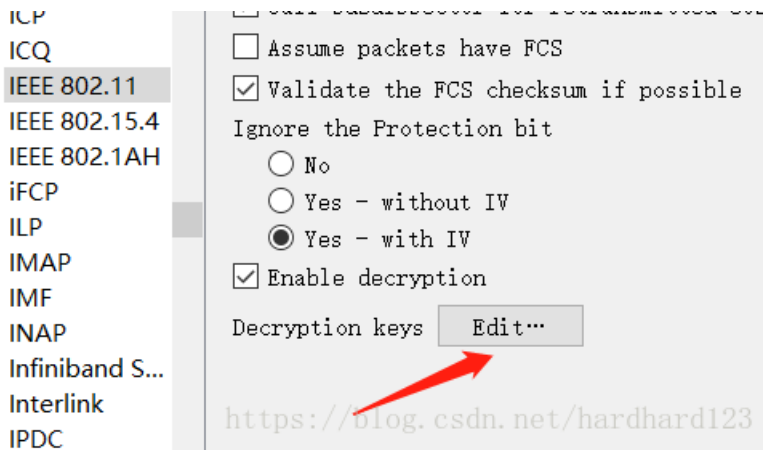 ICP
ICQ
IEEE 802.11
IEEE 802.15.4
IEEE 802.1AH
iFCP
ILP
IMAP
IMF
INAP
Infiniband S...
Interlink
IPDC
Assume packets have FCS
Validate the FCS checksum if possible
Ignore the Protection bit
No
Yes - without IV
Yes - with IV
Enable decryption
Decryption keys Edit…
https://blog.csdn.net/hardhard123